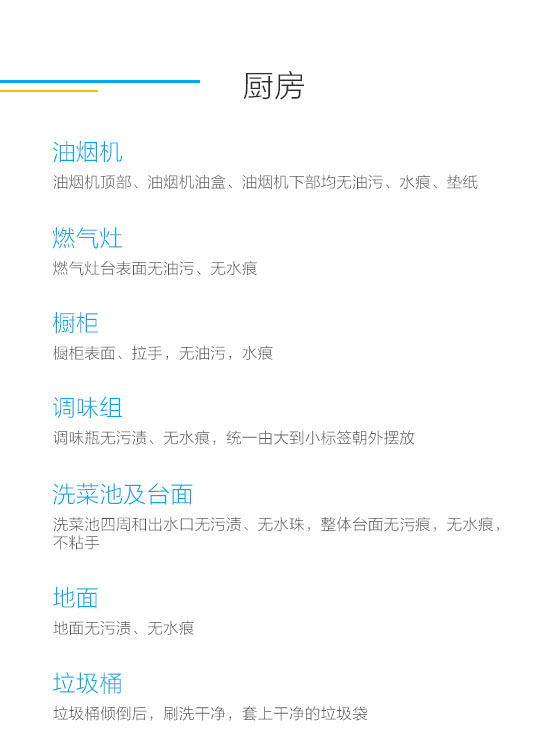 厨房
油烟机
油烟机顶部、油烟机油盒、油烟机下部均无油污、水痕、垫纸
燃气灶
燃气灶台表面无油污、无水痕
橱柜
橱柜表面、拉手，无油污，水痕
调味组
调味瓶无污渍、无水痕，统一由大到小标签朝外摆放
洗菜池及台面
洗菜池四周和出水口无污渍、无水珠，整体台面无污痕，无水痕，
不粘手
地面
地面无污渍、无水痕
垃圾桶
垃圾桶倾倒后，刷洗干净，套上干净的垃圾袋